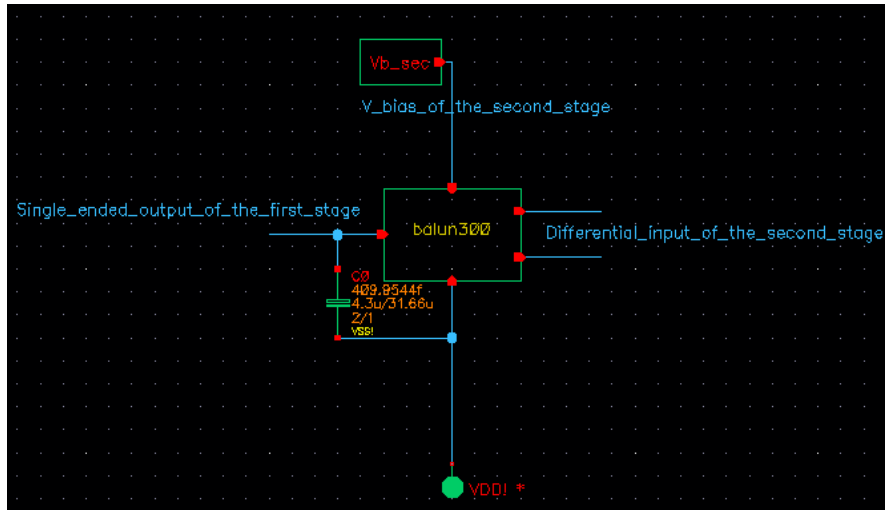 Vb_sec
V_bias_of_the_second_stage
Single_ended_output_of_the_first_stage
balun300
Differential_input_of_the_second_stage
C0
409.9544f
4.3u/31.66u
2/1
VSS!
VDD! *